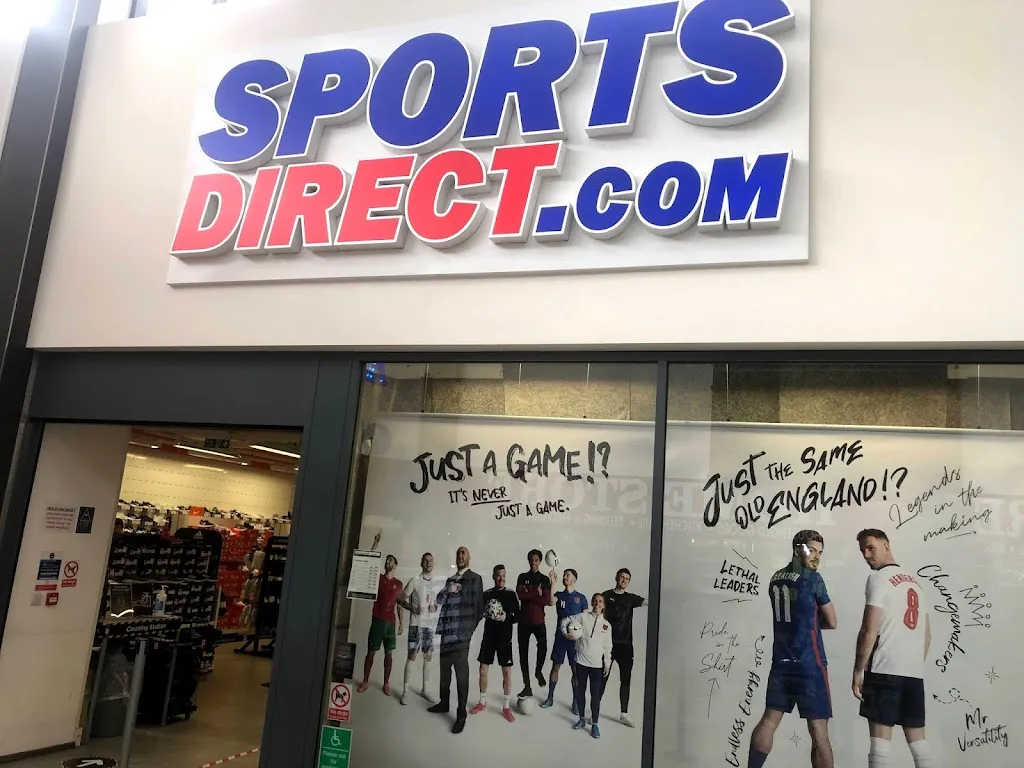 SPORTS
DIRECT.COM
JUST A GAME!?
IT'S NEVER
JUST A GAME.
JUST THE SAME
OLD ENGLAND!?
Legends
in the
making
LETHAL
LEADERS
11
8
Changemakers
Pride
in the
Shirt
Endless Energy
Mr
Versatility